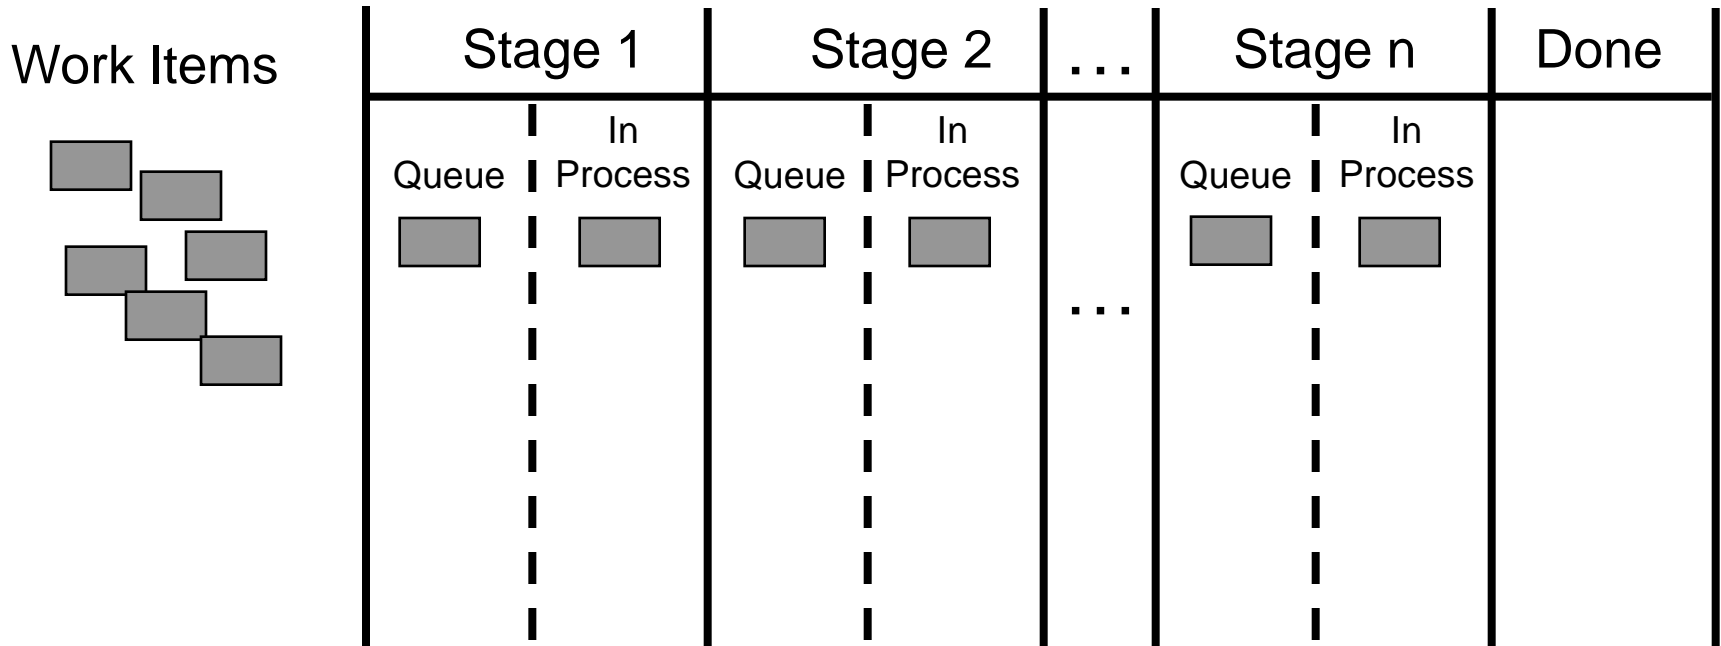 Work Items
Stage 1
Stage 2
...
Stage n
Done
Queue
In
Process
Queue
In
Process
...
Queue
In
Process